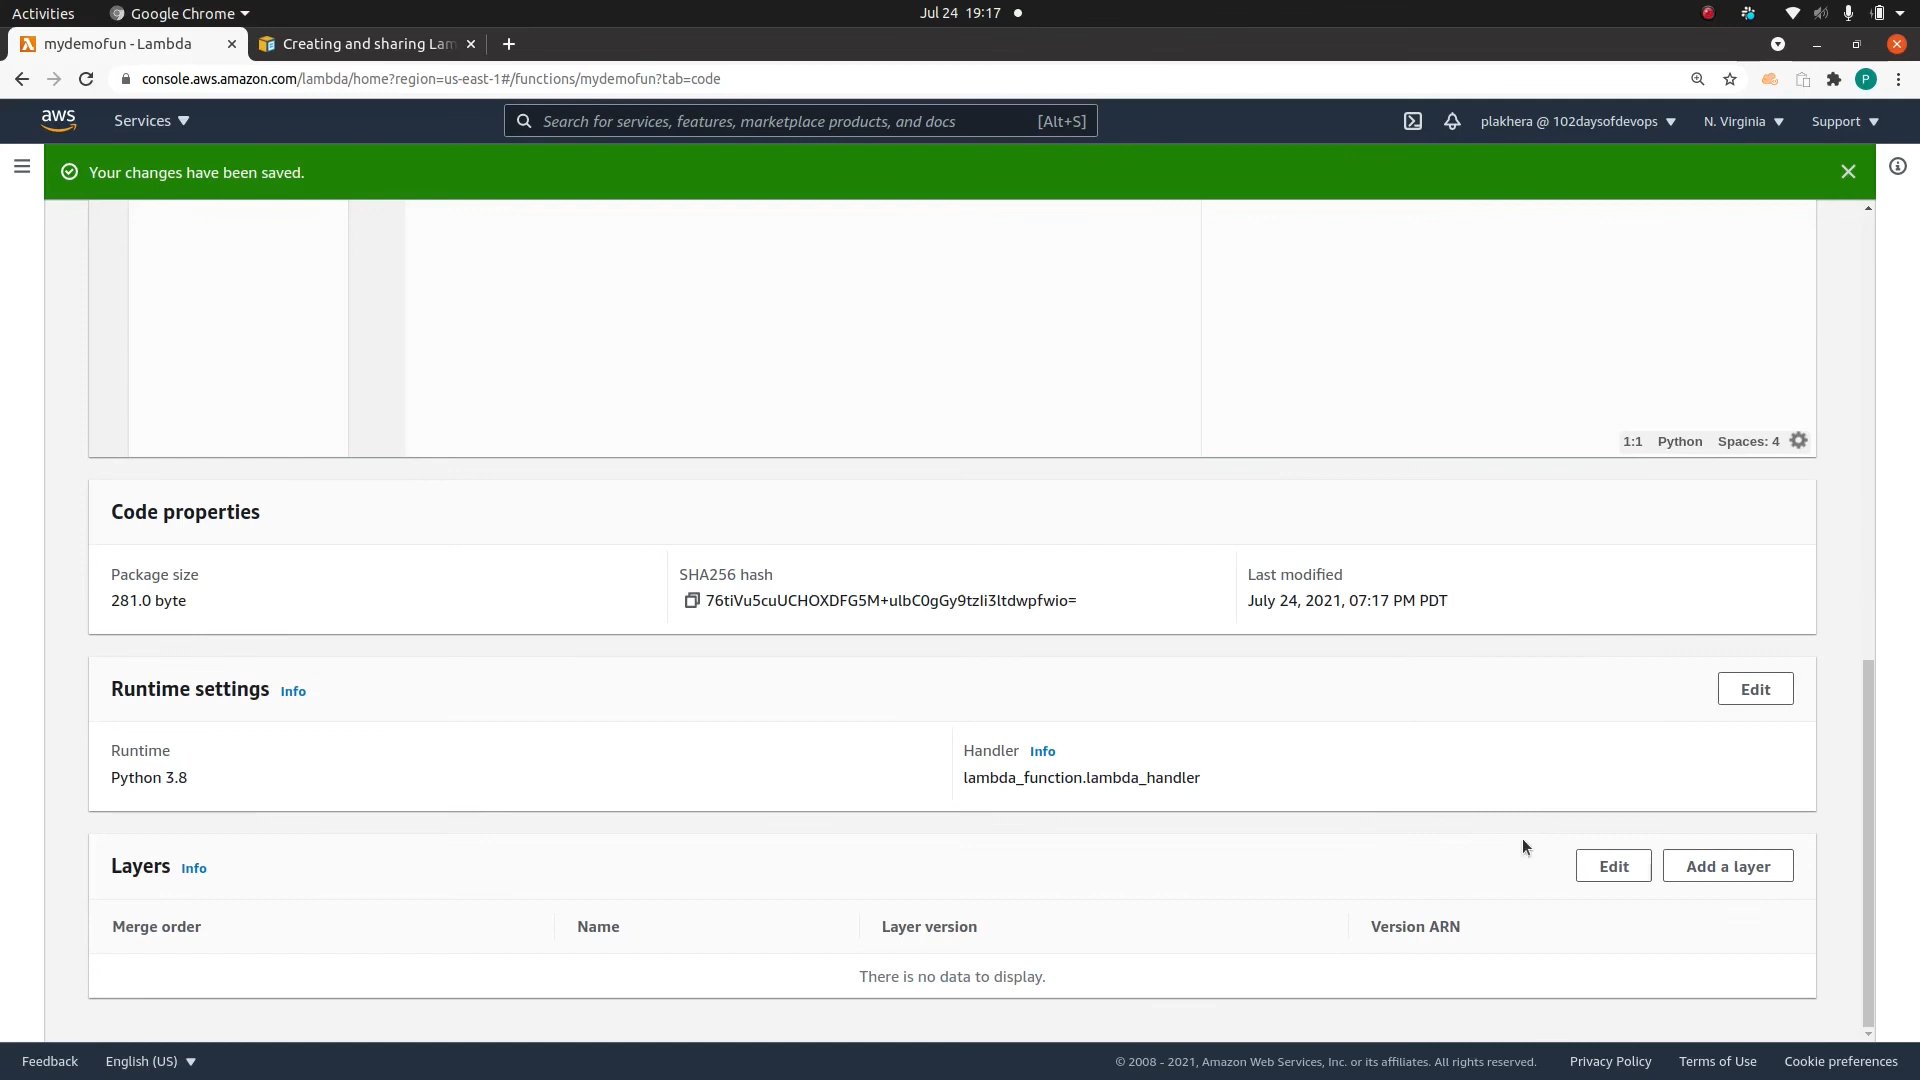 Activities
Google Chrome
Jul 24 19:17
mydemofun - Lambda
Creating and sharing Lam
console.aws.amazon.com/lambda/home?region=us-east-1#/functions/mydemofun?tab=code
P
aws
Services
Search for services, features, marketplace products, and docs
[Alt+S]
plakhera @ 102daysofdevops
N. Virginia
Support
Your changes have been saved.
1:1 Python Spaces: 4
Code properties
Package size
281.0 byte
SHA256 hash
76tiVu5cuUCHOXDFG5M+ulbC0gGy9tzIi3ltdwpfwio=
Last modified
July 24, 2021, 07:17 PM PDT
Runtime settings Info
Edit
Runtime
Python 3.8
Handler Info
lambda_function.lambda_handler
Layers Info
Edit
Add a layer
Merge order
Name
Layer version
Version ARN
There is no data to display.
Feedback
English (US)
© 2008 - 2021, Amazon Web Services, Inc. or its affiliates. All rights reserved.
Privacy Policy
Terms of Use
Cookie preferences